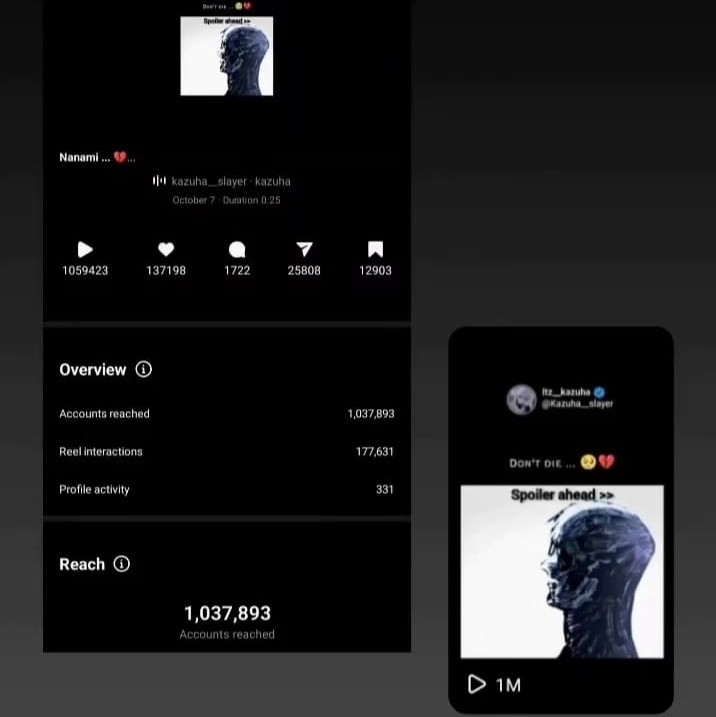 Don't die ... 🥺💔
Spoiler ahead >>
Nanami ... 💔...
kazuha__slayer · kazuha
October 7 · Duration 0:25
1059423 137198 1722 25808 12903
Overview
Accounts reached 1,037,893
Reel interactions 177,631
Profile activity 331
Reach
1,037,893
Accounts reached
Itz__kazuha
@Kazuha__slayer
Don't die ... 🥺💔
Spoiler ahead >>
1M